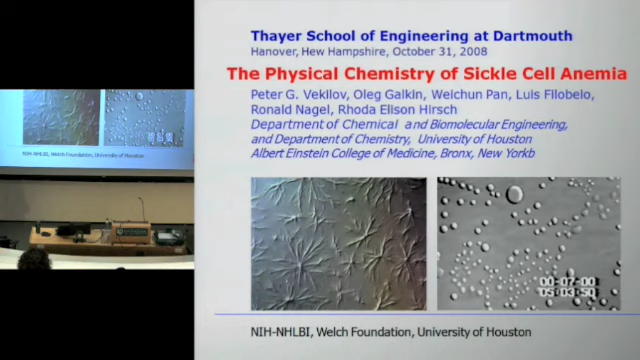 Thayer School of Engineering at Dartmouth
Hanover, Hew Hampshire, October 31, 2008
The Physical Chemistry of Sickle Cell Anemia
Peter G. Vekilov, Oleg Galkin, Weichun Pan, Luis Filobelo,
Ronald Nagel, Rhoda Elison Hirsch
Department of Chemical and Biomolecular Engineering,
and Department of Chemistry, University of Houston
Albert Einstein College of Medicine, Bronx, New Yorkb
00:07:00
NIH-NHLBI, Welch Foundation, University of Houston
NIH-NHLBI, Welch Foundation, University of Houston